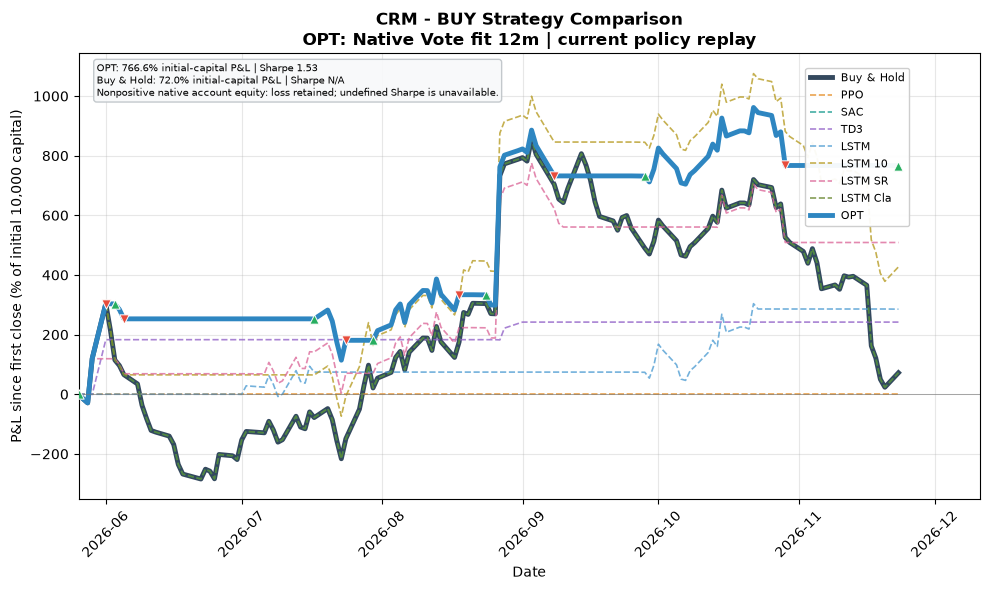 CRM - BUY Strategy Comparison
OPT: Native Vote fit 12m | current policy replay
OPT: 766.6% initial-capital P&L | Sharpe 1.53
Buy & Hold: 72.0% initial-capital P&L | Sharpe N/A
Nonpositive native account equity: loss retained; undefined Sharpe is unavailable.
Buy & Hold
PPO
SAC
TD3
LSTM
LSTM 10
LSTM SR
LSTM Cla
OPT
P&L since first close (% of initial 10,000 capital)
1000
800
600
400
200
0
−200
2026-06
2026-07
2026-08
2026-09
2026-10
2026-11
2026-12
Date